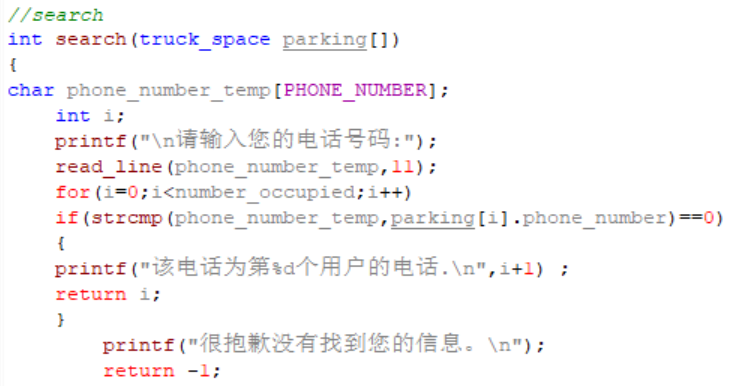 //search
int search(truck_space parking[])
{
char phone_number_temp[PHONE_NUMBER];
int i;
printf("\n请输入您的电话号码:");
read_line(phone_number_temp,11);
for(i=0;i<number_occupied;i++)
if(strcmp(phone_number_temp,parking[i].phone_number)==0)
{
printf("该电话为第%d个用户的电话.\n",i+1) ;
return i;
}
printf("很抱歉没有找到您的信息。\n");
return -1;